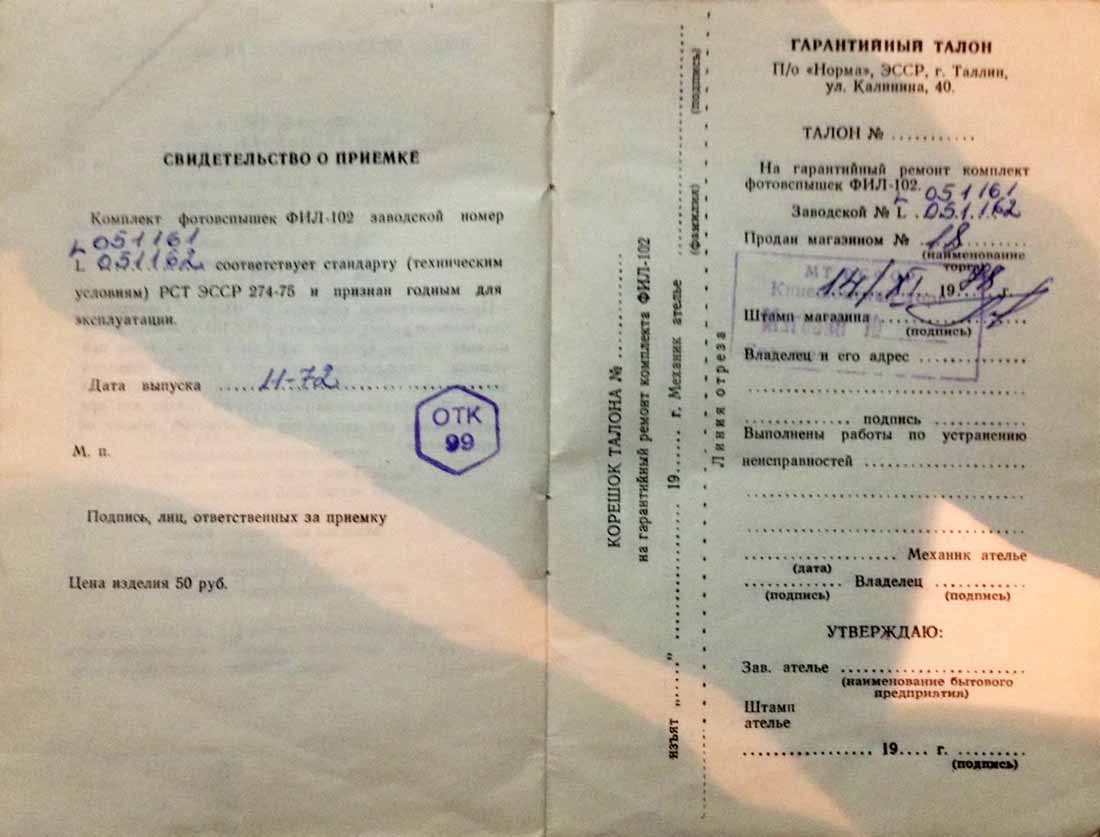 СВИДЕТЕЛЬСТВО О ПРИЕМКЕ
Комплект фотовспышек ФИЛ-102 заводской номер
L 051161
L 051162 соответствует стандарту (техническим
условиям) РСТ ЭССР 274-75 и признан годным для
эксплуатации.
Дата выпуска ..............................
ОТК
99
М. п.
Подпись, лиц, ответственных за приемку
Цена изделия 50 руб.
КОРЕШОК ТАЛОНА № ............
на гарантийный ремонт комплекта ФИЛ-102
изъят „......" ............ 19...... г. Механик ателье ............
(фамилия) (подпись)
Линия отреза
ГАРАНТИЙНЫЙ ТАЛОН
П/о «Норма», ЭССР, г. Таллин,
ул. Калинина, 40.
ТАЛОН № ...........
На гарантийный ремонт комплект
фотовспышек ФИЛ-102.
L 051161
Заводской № L . 051162
Продан магазином № 18
(наименование
торга)
14/XI 19 г.
Штамп магазина
(подпись)
Владелец и его адрес ..............
..............................
.............. подпись ............
Выполнены работы по устранению
неисправностей ....................
..............................
..............................
.................... Механик ателье
(дата)
............ Владелец ............
(подпись) (подпись)
УТВЕРЖДАЮ:
Зав. ателье ........................
(наименование бытового
предприятия)
Штамп
ателье
................ 19.... г. .........
(подпись)